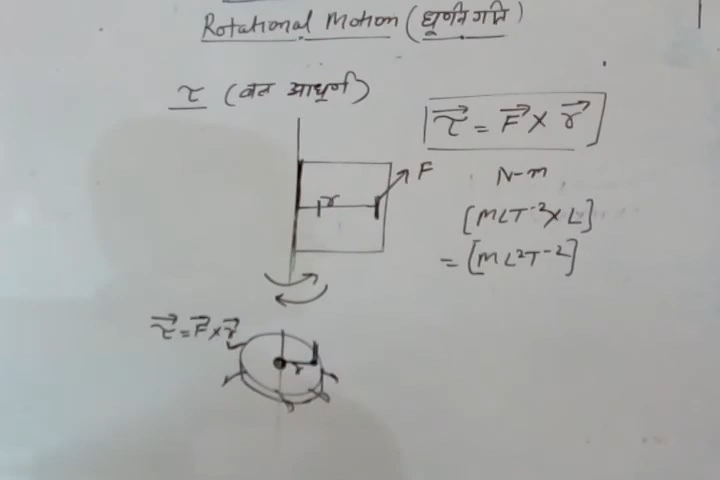 Rotational Motion (घूर्णन गति)
τ (बल आघूर्ण)
τ⃗ = F⃗ × r⃗
F
r
N-m
[MLT⁻²×L]
= [ML²T⁻²]
τ⃗ = F⃗ × r⃗
r